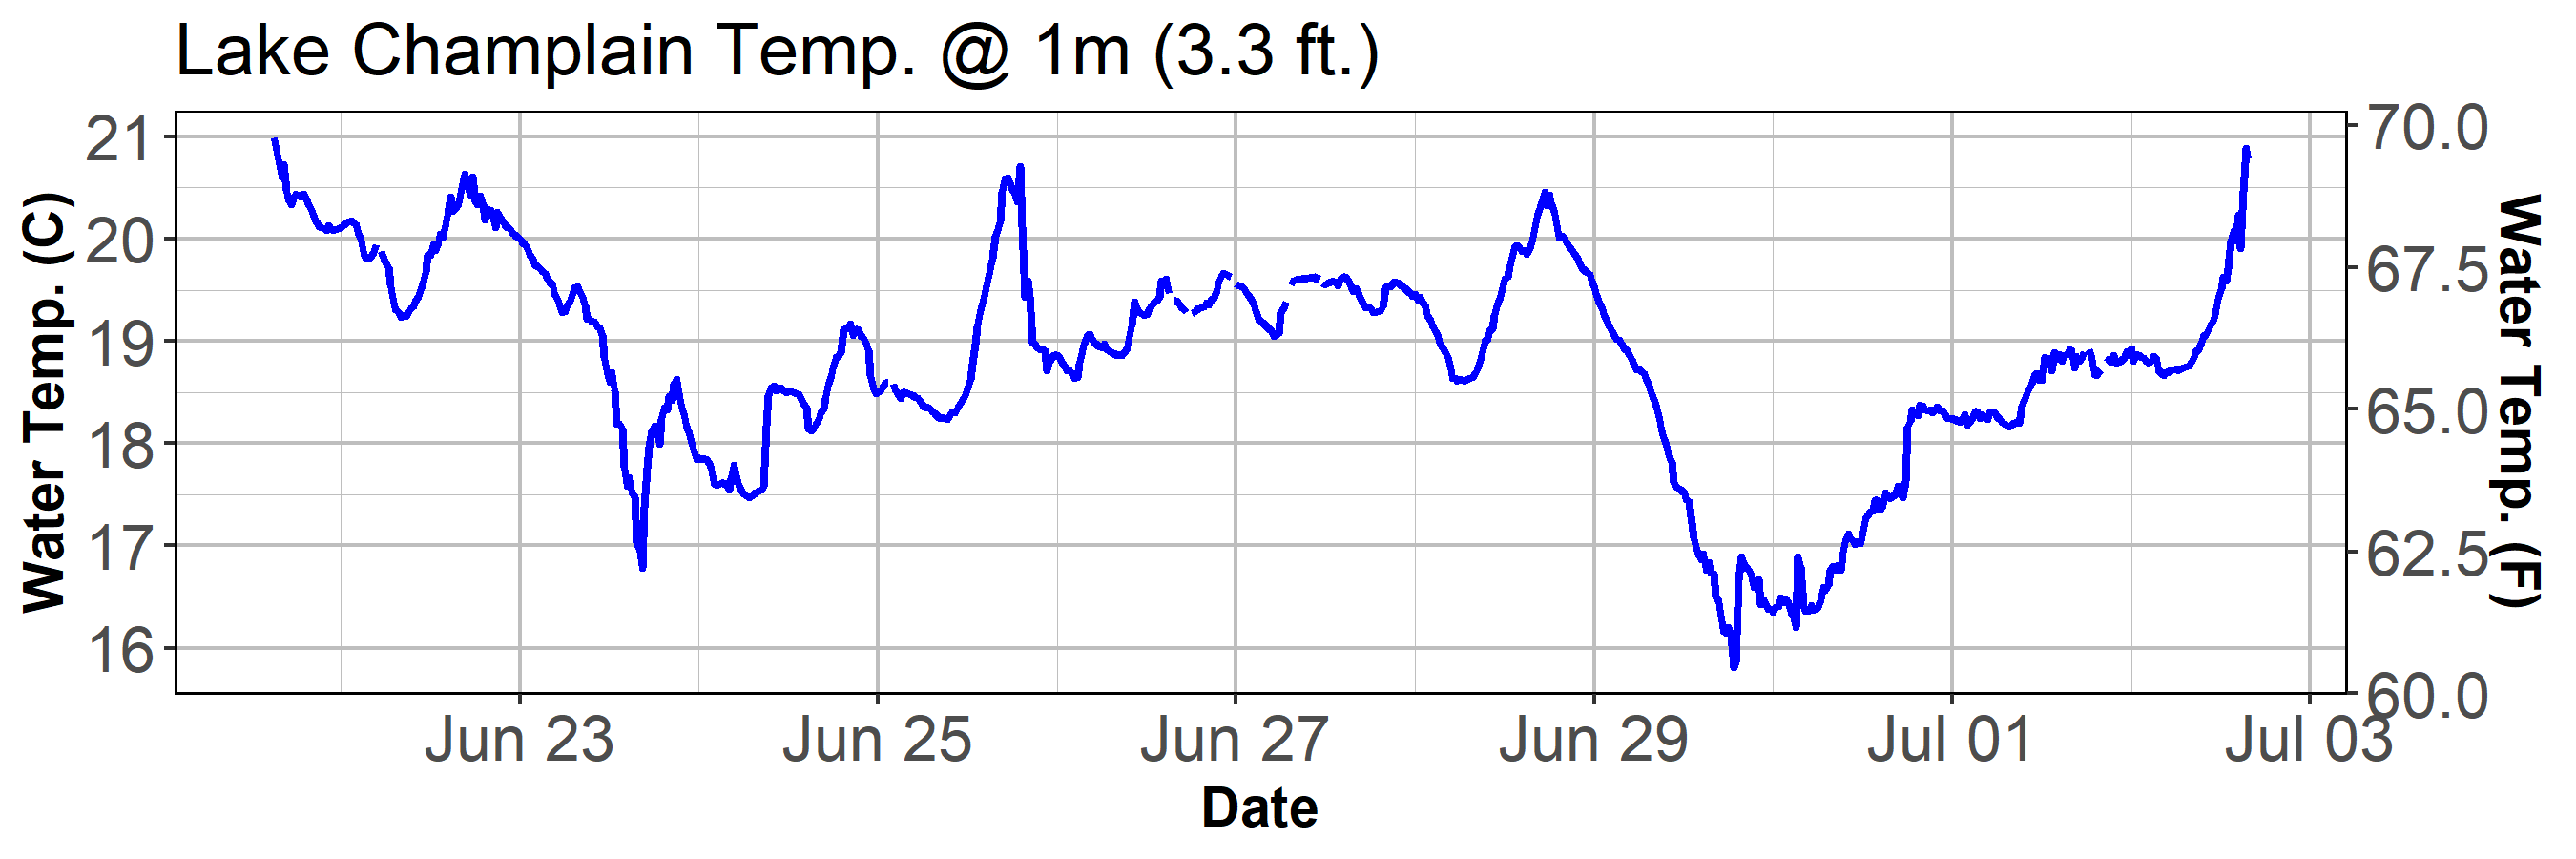 Lake Champlain Temp. @ 1m (3.3 ft.)
Water Temp. (C)
21
20
19
18
17
16
70.0
67.5
65.0
62.5
60.0
Water Temp. (F)
Jun 23 Jun 25 Jun 27 Jun 29 Jul 01 Jul 03
Date